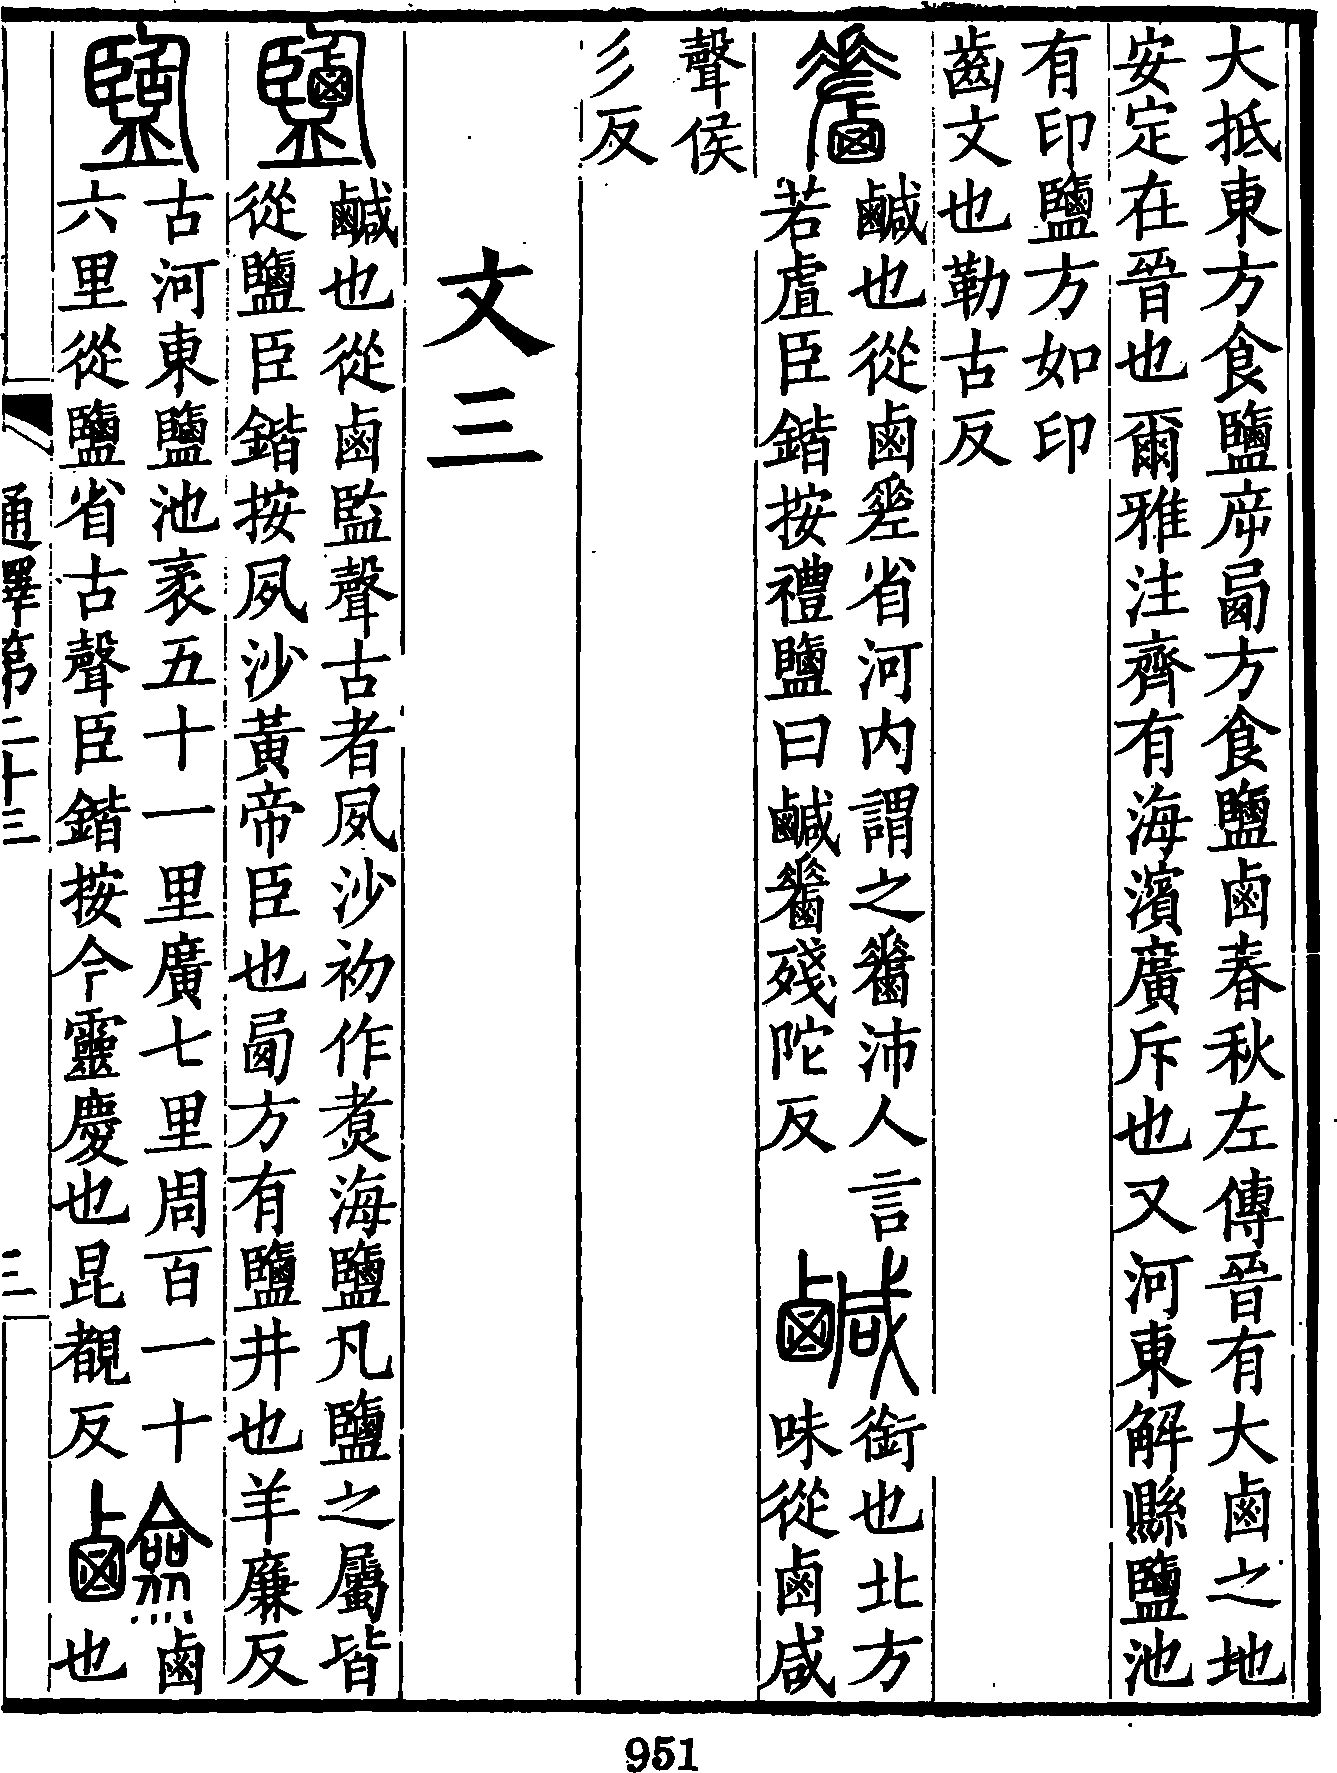 大抵東方食鹽㡿鹵方食鹽鹵春秋左傳晉有大鹵之地
安定在晉也爾雅注齊有海濱廣斥也又河東解縣鹽池
有印鹽方如印
齒文也勒古反
鹺
鹹也從鹵㘸省河内謂之鹺沛人言
若虘臣鍇按禮鹽曰鹹鹺殘陀反
鹹
銜也北方
味從鹵咸
聲侯
彡反
文三
鹽
鹹也從鹵監聲古者夙沙初作煑海鹽凡鹽之屬皆
從鹽臣鍇按夙沙黃帝臣也鹵方有鹽井也羊廉反
鹽
古河東鹽池袤五十一里廣七里周百一十
六里從鹽省古聲臣鍇按今靈慶也昆覩反
鹼
鹵
也
通釋第二十三
三
951